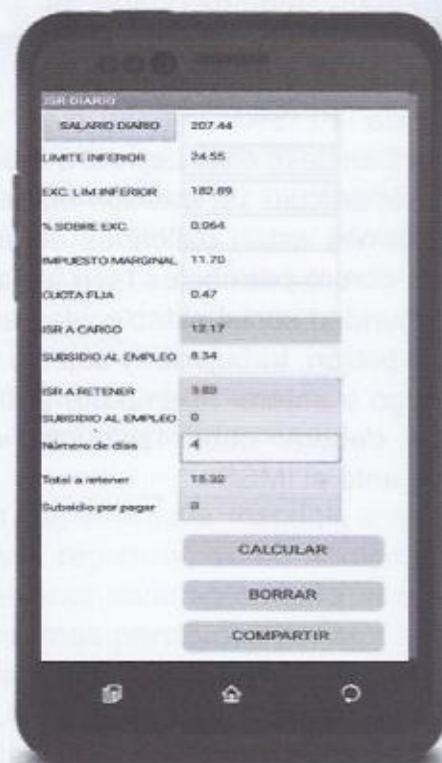 ISR DIARIO
SALARIO DIARIO 207.44
LIMITE INFERIOR 24.55
EXC. LIM INFERIOR 182.89
% SOBRE EXC. 0.064
IMPUESTO MARGINAL 11.70
CUOTA FIJA 0.47
ISR A CARGO 12.17
SUBSIDIO AL EMPLEO 8.34
ISR A RETENER 3.83
SUBSIDIO AL EMPLEO 0
Número de días 4
Total a retener 15.32
Subsidio por pagar 0
CALCULAR
BORRAR
COMPARTIR